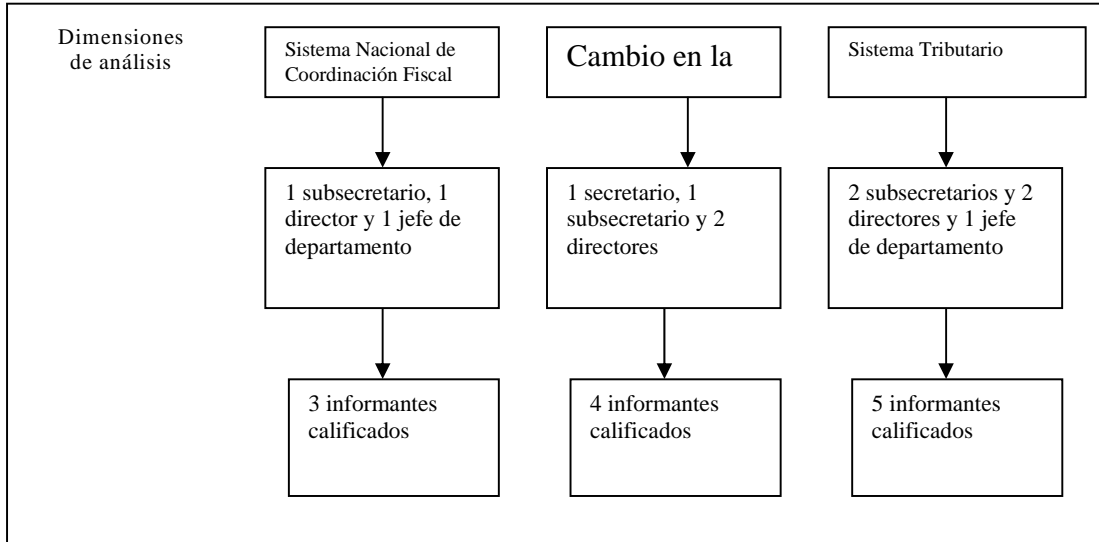 Dimensiones
de análisis
Sistema Nacional de
Coordinación Fiscal
Cambio en la
Sistema Tributario
1 subsecretario, 1
director y 1 jefe de
departamento
1 secretario, 1
subsecretario y 2
directores
2 subsecretarios y 2
directores y 1 jefe
de departamento
3 informantes
calificados
4 informantes
calificados
5 informantes
calificados